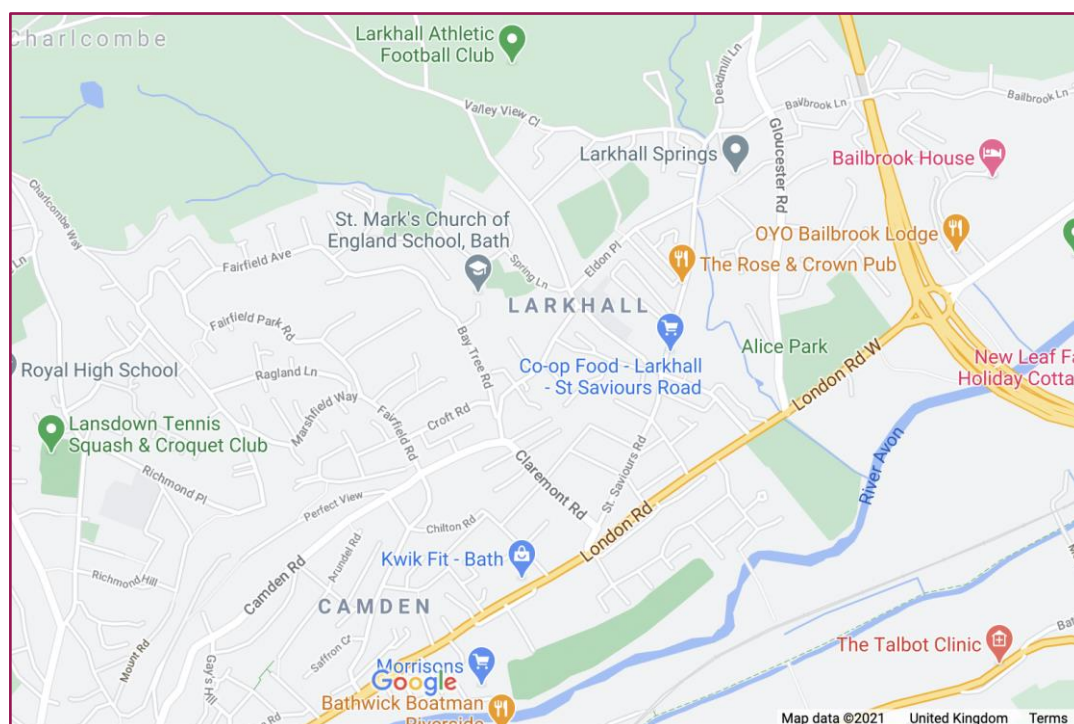 Charlcombe
Larkhall Athletic
Football Club
Deadmill Ln
Valley View Cl
Bailbrook Ln
Bailbrook Ln
Gloucester Rd
Larkhall Springs
Bailbrook House
Charlcombe Way
St. Mark's Church of
England School, Bath
Fairfield Ave
Spring Ln
Eldon Pl
OYO Bailbrook Lodge
The Rose & Crown Pub
Ln
LARKHALL
Fairfield Park Rd
Bay Tree Rd
Royal High School
Ragland Ln
Co-op Food - Larkhall
- St Saviours Road
Alice Park
London Rd W
New Leaf Fa
Holiday Cotta
Marshfield Way
Fairfield Rd
Croft Rd
Lansdown Tennis
Squash & Croquet Club
Richmond Pl
Perfect View
Claremont Rd
St. Saviours Rd
River Avon
Chilton Rd
London Rd
Arundel Rd
Kwik Fit - Bath
Richmond Hill
Camden Rd
CAMDEN
Mount Rd
Gay's Hill
Saffron Ct
The Talbot Clinic
Bat
Morrisons
Google
Bathwick Boatman
Riverside
den Rd
Map data ©2021 United Kingdom Terms